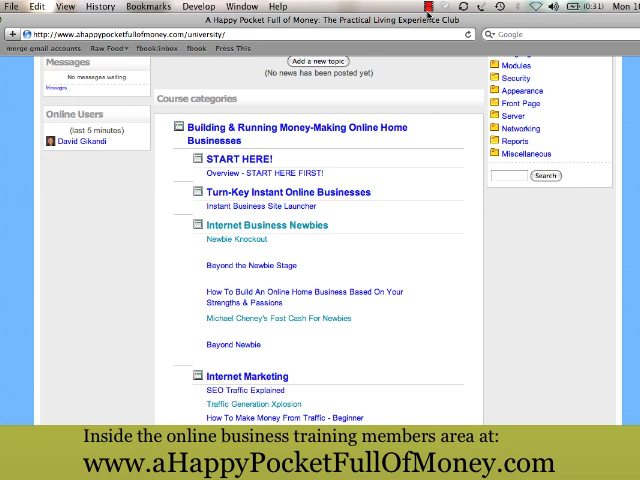 File Edit View History Bookmarks Develop Window Help (0:31) Mon 10
A Happy Pocket Full of Money: The Practical Living Experience Club
http://www.ahappypocketfullofmoney.com/university/ Google
merge gmail accounts Raw Food fbook|inbox fbook Press This
Messages
No messages waiting
Messages
Online Users
(last 5 minutes)
David Gikandi
Add a new topic
(No news has been posted yet)
Course categories
Building & Running Money-Making Online Home
Businesses
START HERE!
Overview - START HERE FIRST!
Turn-Key Instant Online Businesses
Instant Business Site Launcher
Internet Business Newbies
Newbie Knockout
Beyond the Newbie Stage
How To Build An Online Home Business Based On Your
Strengths & Passions
Michael Cheney's Fast Cash For Newbies
Beyond Newbie
Internet Marketing
SEO Traffic Explained
Traffic Generation Xplosion
How To Make Money From Traffic - Beginner
Modules
Security
Appearance
Front Page
Server
Networking
Reports
Miscellaneous
Search
Inside the online business training members area at:
www.aHappyPocketFullOfMoney.com